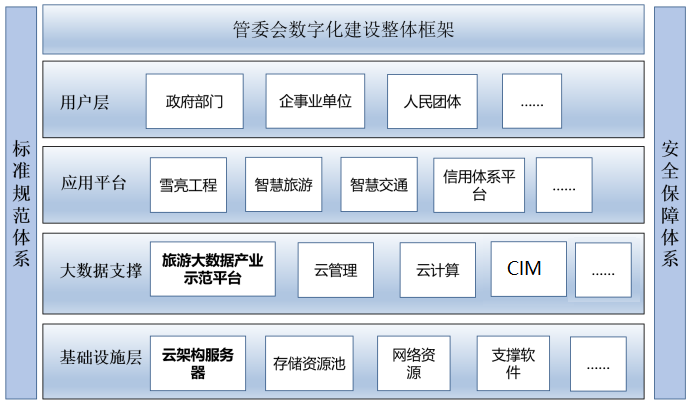 管委会数字化建设整体框架
标准规范体系
用户层
政府部门
企事业单位
人民团体
......
应用平台
雪亮工程
智慧旅游
智慧交通
信用体系平
台
......
大数据支撑
旅游大数据产业
示范平台
云管理
云计算
CIM
......
基础设施层
云架构服务
器
存储资源池
网络资
源
支撑软
件
......
安全保障体系